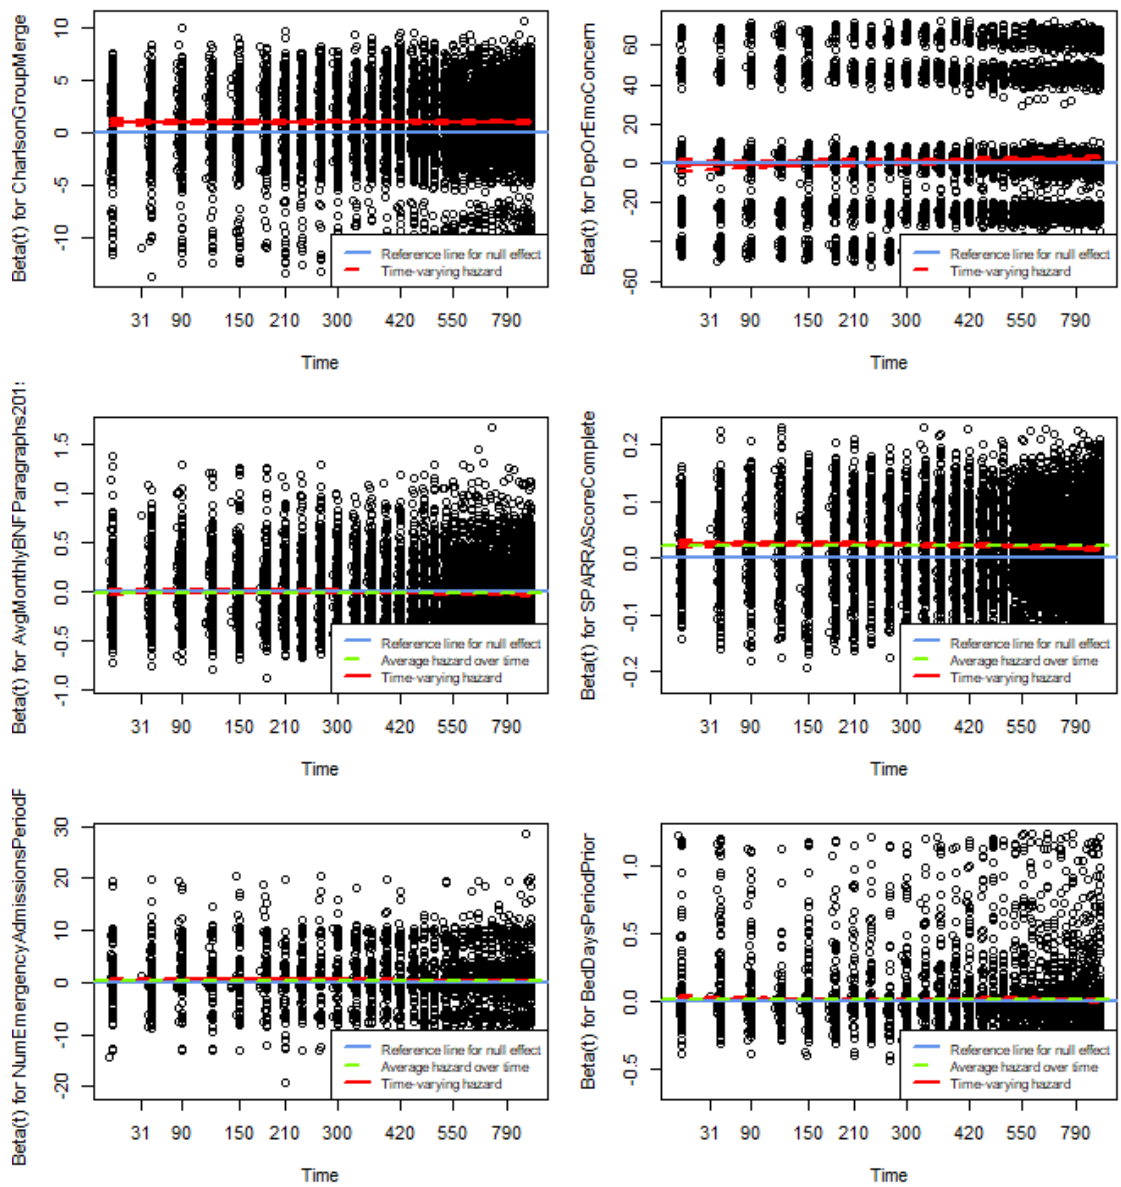 Beta(t) for CharlsonGroupMerge
10
5
0
-5
-10
Reference line for null effect
Time-varying hazard
31 90 150 210 300 420 550 790
Time
Beta(t) for DepOrEmoConcern
60
40
20
0
-20
-60
Reference line for null effect
Time-varying hazard
31 90 150 210 300 420 550 790
Time
Beta(t) for AvgMonthlyBNFParagraphs201
1.5
1.0
0.5
0.0
-0.5
-1.0
Reference line for null effect
Average hazard over time
Time-varying hazard
31 90 150 210 300 420 550 790
Time
Beta(t) for SPARRAScoreComplete
0.2
0.1
0.0
-0.1
-0.2
Reference line for null effect
Average hazard over time
Time-varying hazard
31 90 150 210 300 420 550 790
Time
Beta(t) for NumEmergencyAdmissionsPeriodF
30
20
10
0
-10
-20
Reference line for null effect
Average hazard over time
Time-varying hazard
31 90 150 210 300 420 550 790
Time
Beta(t) for BedDaysPeriodPrior
1.0
0.5
0.0
-0.5
Reference line for null effect
Average hazard over time
Time-varying hazard
31 90 150 210 300 420 550 790
Time